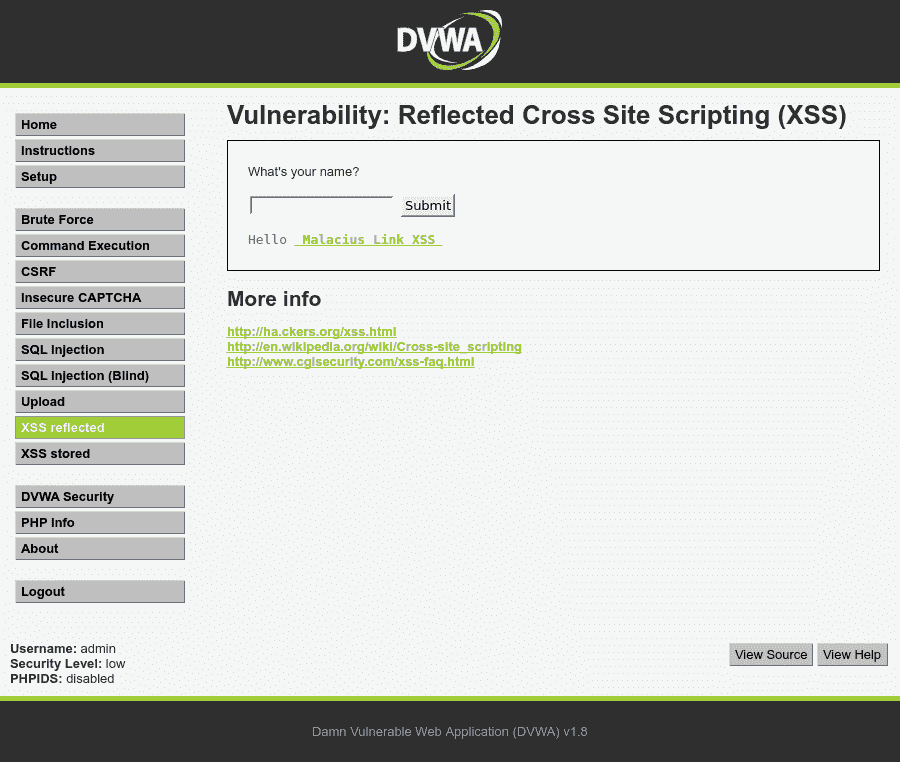 DVWA
Vulnerability: Reflected Cross Site Scripting (XSS)
Home
Instructions
Setup
Brute Force
Command Execution
CSRF
Insecure CAPTCHA
File Inclusion
SQL Injection
SQL Injection (Blind)
Upload
XSS reflected
XSS stored
DVWA Security
PHP Info
About
Logout
What's your name?
Submit
Hello Malacius Link XSS
More info
http://ha.ckers.org/xss.html
http://en.wikipedia.org/wiki/Cross-site_scripting
http://www.cgisecurity.com/xss-faq.html
Username: admin
Security Level: low
PHPIDS: disabled
View Source View Help
Damn Vulnerable Web Application (DVWA) v1.8